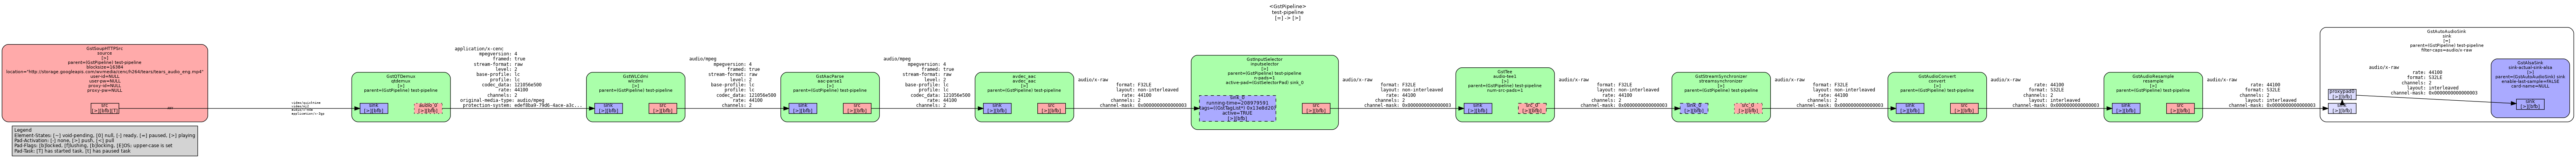 <GstPipeline>
test-pipeline
[=] -> [>]
GstSoupHTTPSrc
source
[>]
parent=(GstPipeline) test-pipeline
blocksize=16384
location="http://storage.googleapis.com/wvmedia/cenc/h264/tears/tears_audio_eng.mp4"
user-id=NULL
user-pw=NULL
proxy-id=NULL
proxy-pw=NULL
src
[>][bfb][T]
GstQTDemux
qtdemux
[>]
parent=(GstPipeline) test-pipeline
sink
[>][bfb]
audio_0
[>][bfb]
application/x-cenc
mpegversion: 4
framed: true
stream-format: raw
level: 2
base-profile: lc
profile: lc
codec_data: 121056e500
rate: 44100
channels: 2
original-media-type: audio/mpeg
protection-system: edef8ba9-79d6-4ace-a3c...
GstWLCdmi
wlcdmi
[>]
parent=(GstPipeline) test-pipeline
sink
[>][bfb]
src
[>][bfb]
audio/mpeg
mpegversion: 4
framed: true
stream-format: raw
level: 2
base-profile: lc
profile: lc
codec_data: 121056e500
rate: 44100
channels: 2
GstAacParse
aac-parse1
[>]
parent=(GstPipeline) test-pipeline
sink
[>][bfb]
src
[>][bfb]
audio/mpeg
mpegversion: 4
framed: true
stream-format: raw
level: 2
base-profile: lc
profile: lc
codec_data: 121056e500
rate: 44100
channels: 2
avdec_aac
avdec_aac
[>]
parent=(GstPipeline) test-pipeline
sink
[>][bfb]
src
[>][bfb]
audio/x-raw
format: F32LE
layout: non-interleaved
rate: 44100
channels: 2
channel-mask: 0x0000000000000003
GstInputSelector
inputselector
[>]
parent=(GstPipeline) test-pipeline
n-pads=1
active-pad=(GstSelectorPad) sink_0
sink_0
running-time=208979591
active=TRUE
[>][bfb]
src
[>][bfb]
audio/x-raw
format: F32LE
layout: non-interleaved
rate: 44100
channels: 2
channel-mask: 0x0000000000000003
GstTee
audio-tee1
[>]
parent=(GstPipeline) test-pipeline
num-src-pads=1
sink
[>][bfb]
src_0
[>][bfb]
audio/x-raw
format: F32LE
layout: non-interleaved
rate: 44100
channels: 2
channel-mask: 0x0000000000000003
GstStreamSynchronizer
streamsynchronizer
[>]
parent=(GstPipeline) test-pipeline
sink_0
[>][bfb]
src_0
[>][bfb]
audio/x-raw
format: F32LE
layout: non-interleaved
rate: 44100
channels: 2
channel-mask: 0x0000000000000003
GstAudioConvert
convert
[>]
parent=(GstPipeline) test-pipeline
sink
[>][bfb]
src
[>][bfb]
audio/x-raw
rate: 44100
format: S32LE
channels: 2
layout: interleaved
channel-mask: 0x0000000000000003
GstAudioResample
resample
[>]
parent=(GstPipeline) test-pipeline
sink
[>][bfb]
src
[>][bfb]
audio/x-raw
rate: 44100
format: S32LE
channels: 2
layout: interleaved
channel-mask: 0x0000000000000003
GstAutoAudioSink
sink
[=]
parent=(GstPipeline) test-pipeline
filter-caps=audio/x-raw
proxypad0
[>][bfb]
sink
[>][bfb]
audio/x-raw
rate: 44100
format: S32LE
channels: 2
layout: interleaved
channel-mask: 0x0000000000000003
GstAlsaSink
sink-actual-sink-alsa
[=]
parent=(GstAutoAudioSink) sink
enable-last-sample=FALSE
card-name=NULL
sink
[>][bfb]
Legend
Element-States: [~] void-pending, [0] null, [-] ready, [=] paused, [>] playing
Pad-Activation: [-] none, [>] push, [<] pull
Pad-Flags: [b]locked, [f]lushing, [b]locking, [E]OS; upper-case is set
Pad-Task: [T] has started task, [t] has paused task